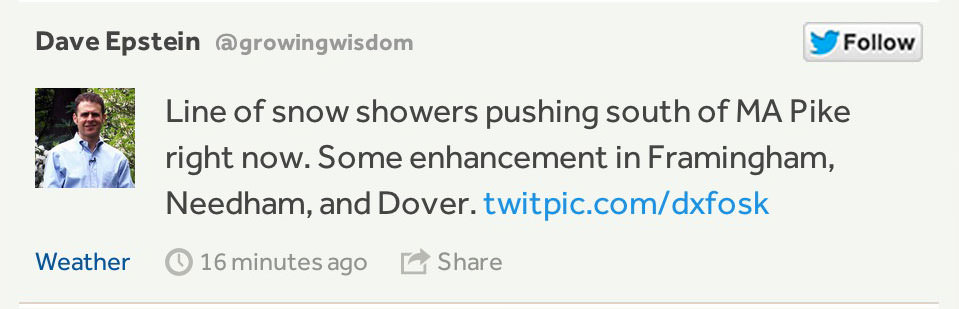 Dave Epstein @growingwisdom Follow
Line of snow showers pushing south of MA Pike
right now. Some enhancement in Framingham,
Needham, and Dover. twitpic.com/dxfosk
Weather 16 minutes ago Share